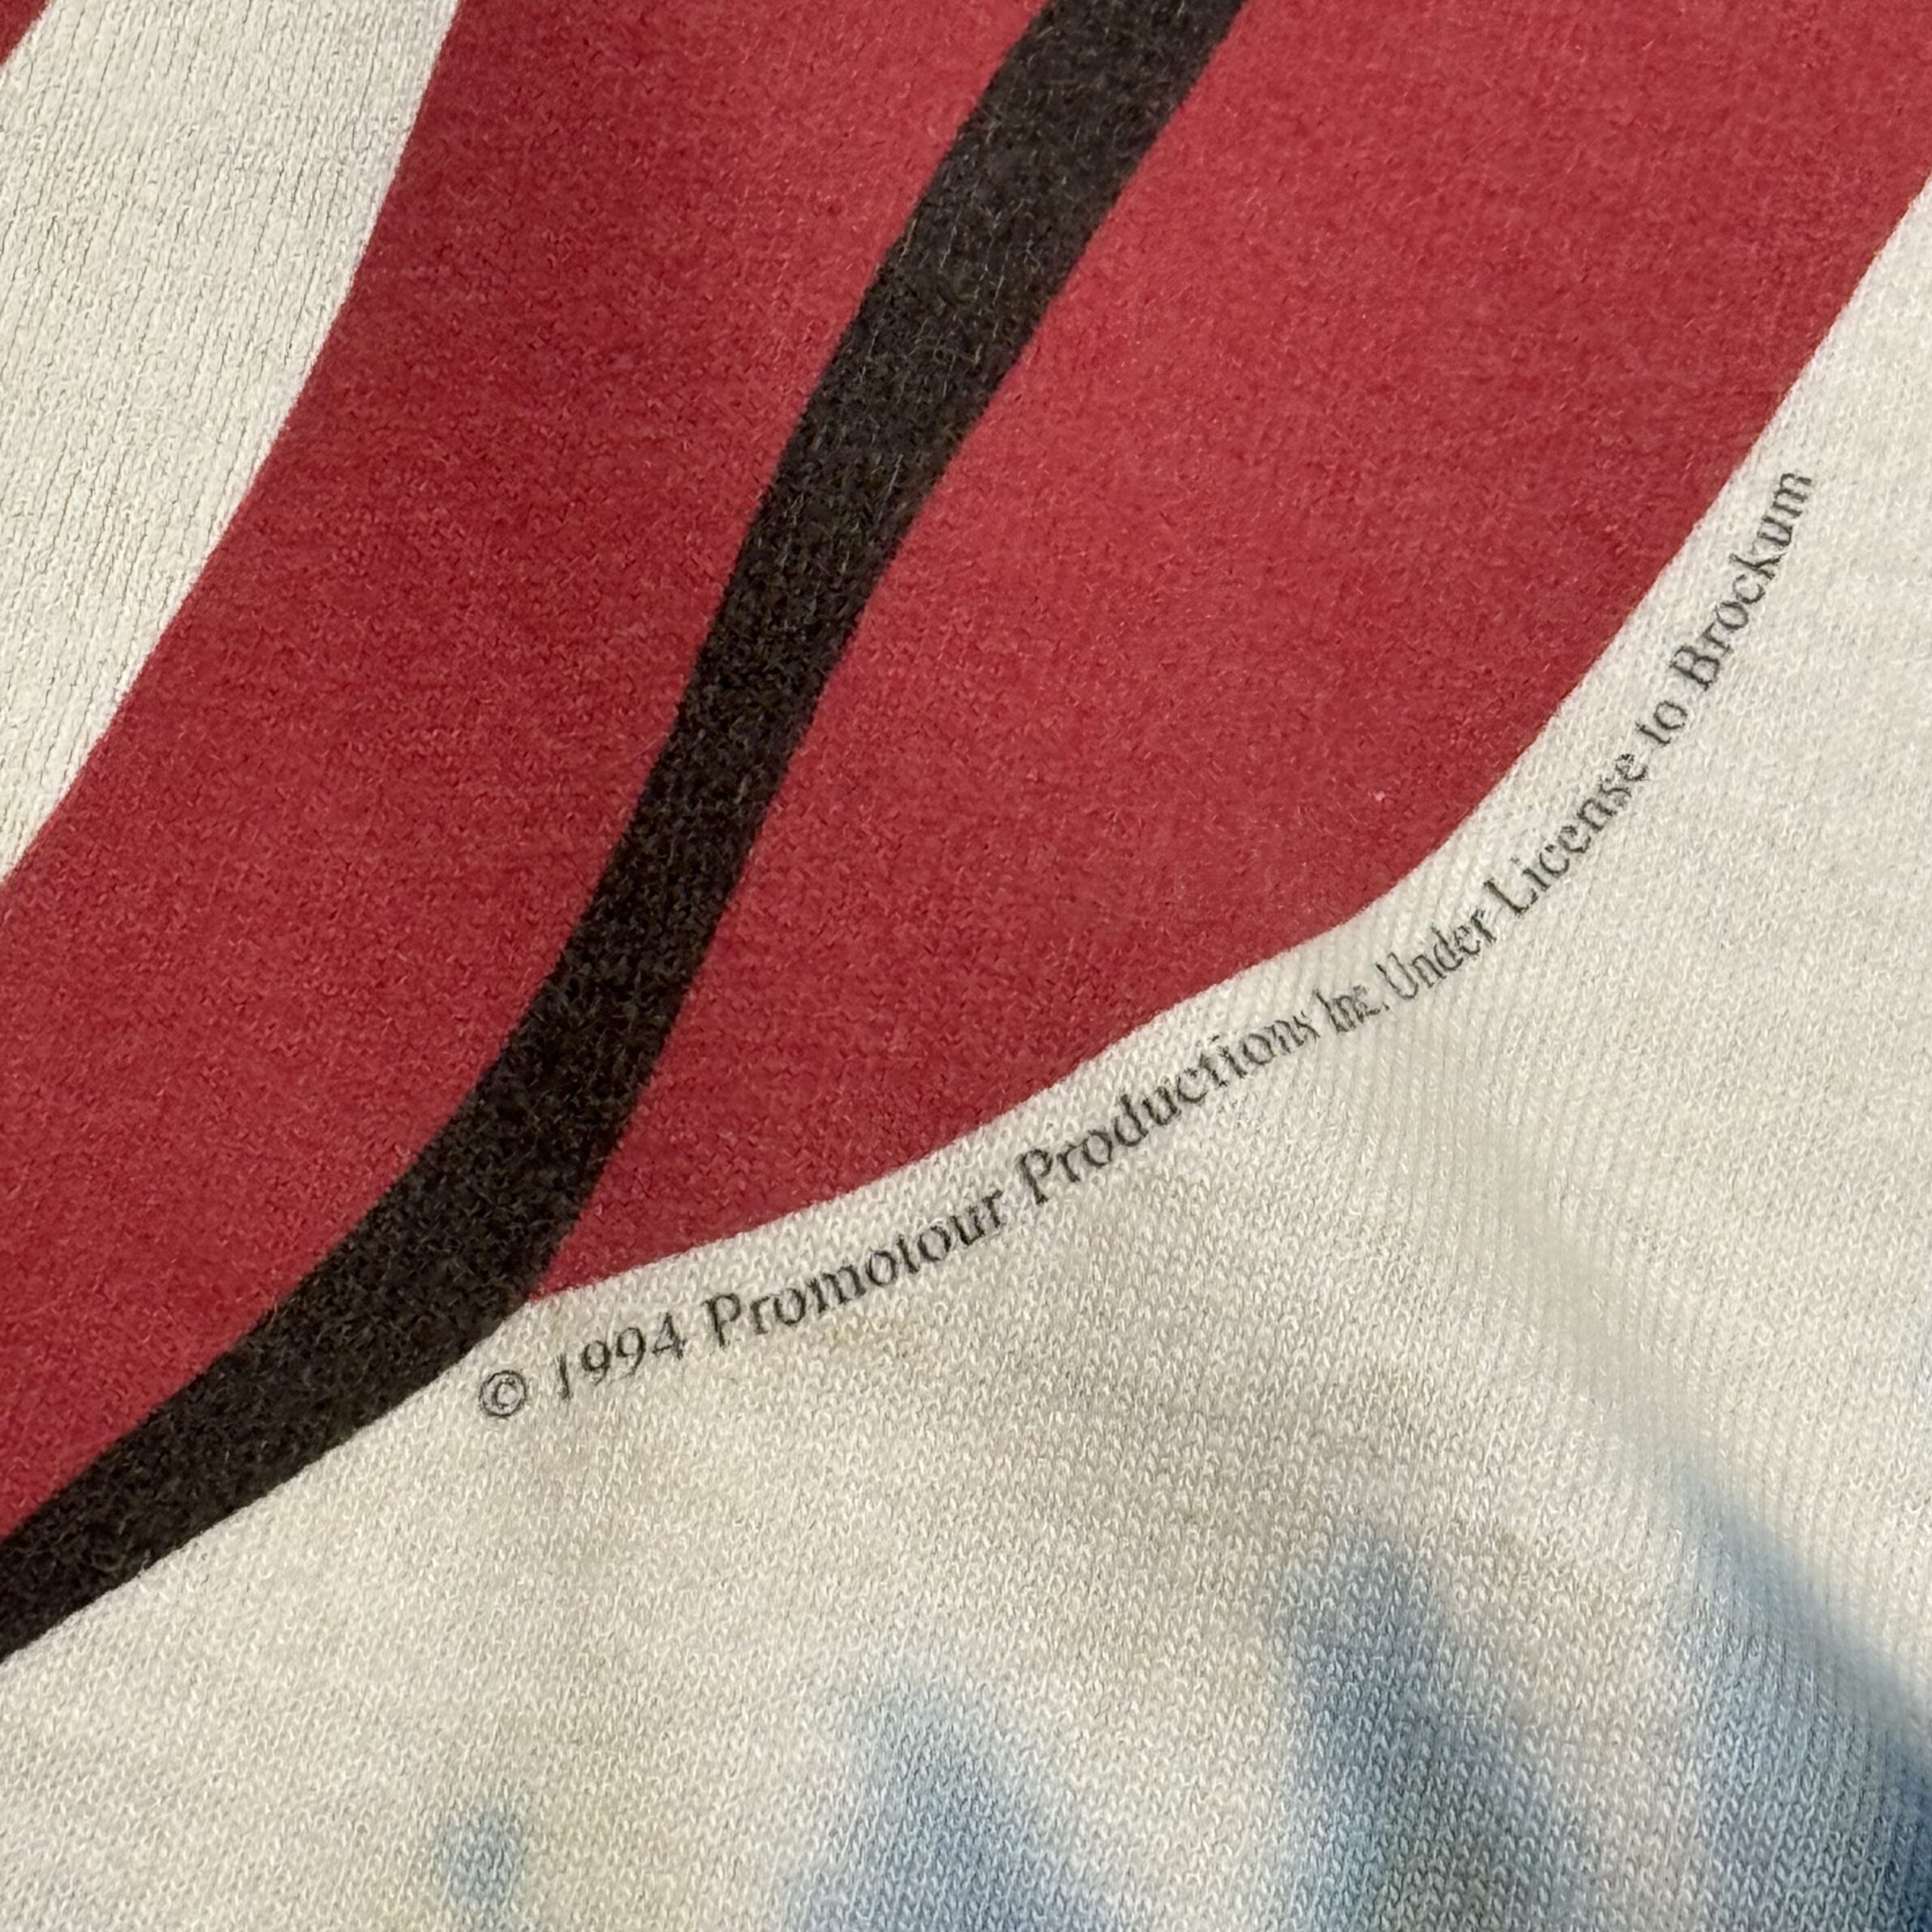 © 1994 Promotour Productions Inc. Under License to Brockum